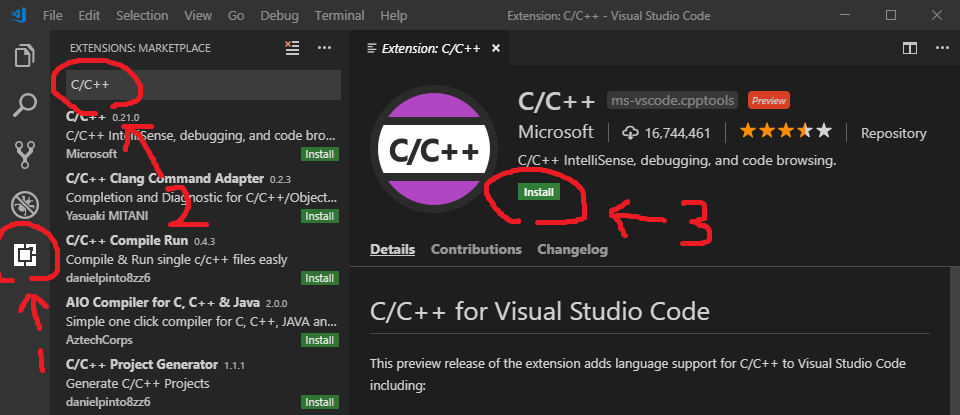 File Edit Selection View Go Debug Terminal Help Extension: C/C++ - Visual Studio Code
EXTENSIONS: MARKETPLACE
C/C++
C/C++ 0.21.0
C/C++ IntelliSense, debugging, and code bro...
Microsoft Install
C/C++ Clang Command Adapter 0.2.3
Completion and Diagnostic for C/C++/Object...
Yasuaki MITANI Install
C/C++ Compile Run 0.4.3
Compile & Run single c/c++ files easly
danielpinto8zz6 Install
AIO Compiler for C, C++ & Java 2.0.0
Simple one click compiler for C, C++, JAVA an...
AztechCorps Install
C/C++ Project Generator 1.1.1
Generate C/C++ Projects
danielpinto8zz6 Install
1
2
Extension: C/C++
C/C++
C/C++ ms-vscode.cpptools Preview
Microsoft 16,744,461 Repository
C/C++ IntelliSense, debugging, and code browsing.
Install
3
Details Contributions Changelog
C/C++ for Visual Studio Code
This preview release of the extension adds language support for C/C++ to Visual Studio Code
including: